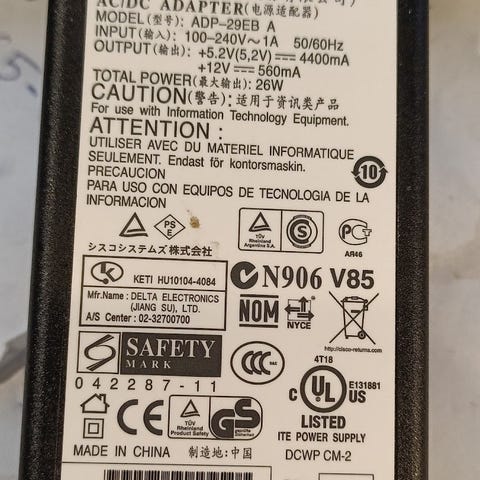 AC/DC ADAPTER(电源适配器)
MODEL(型号): ADP-29EB A
INPUT(输入): 100-240V~1A 50/60Hz
OUTPUT(输出): +5.2V(5,2V)⎓4400mA
+12V⎓560mA
TOTAL POWER(最大输出): 26W
CAUTION(警告): 适用于资讯类产品
For use with Information Technology Equipment.
ATTENTION :
UTILISER AVEC DU MATERIEL INFORMATIQUE
SEULEMENT. Endast för kontorsmaskin.
PRECAUCION
PARA USO CON EQUIPOS DE TECNOLOGIA DE LA
INFORMACION
10
PS
E
シスコシステムズ株式会社
TÜV
Rheinland
Argentina S.A.
S
AR46
K
KETI HU10104-4084
Mfr.Name : DELTA ELECTRONICS
(JIANG SU), LTD.
A/S Center : 02-32700700
N906 V85
NOM
NYCE
http://cisco-returns.com
S SAFETY
MARK
042287-11
CCC
4T18
C UL US
E131881
LISTED
ITE POWER SUPPLY
DCWP CM-2
CE
TÜV
Rheinland
Product Safety
GS
geprüfte
Sicherheit
MADE IN CHINA 制造地:中国